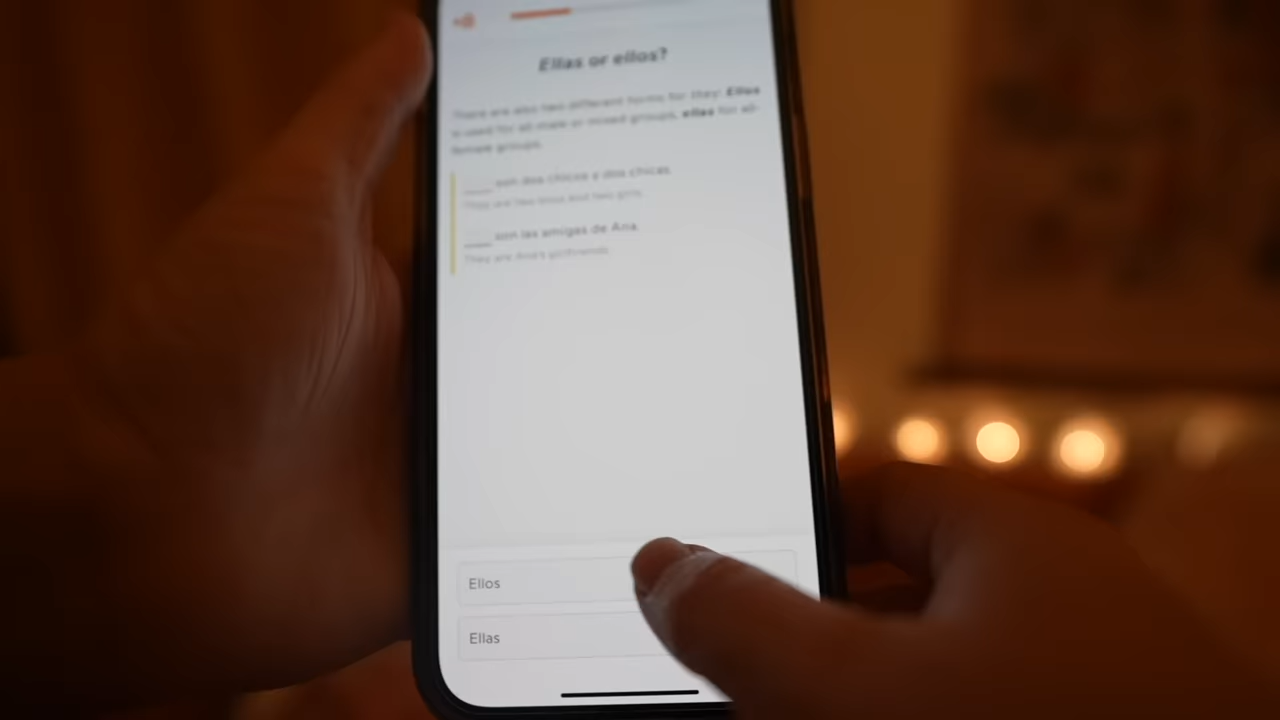 Ellas or ellos?
There are also two different forms for they: Ellos
is used for all-male or mixed groups, ellas for all-
female groups.
____ son dos chicos y dos chicas.
They are two boys and two girls.
____ son las amigas de Ana.
They are Ana's girlfriends.
Ellos
Ellas